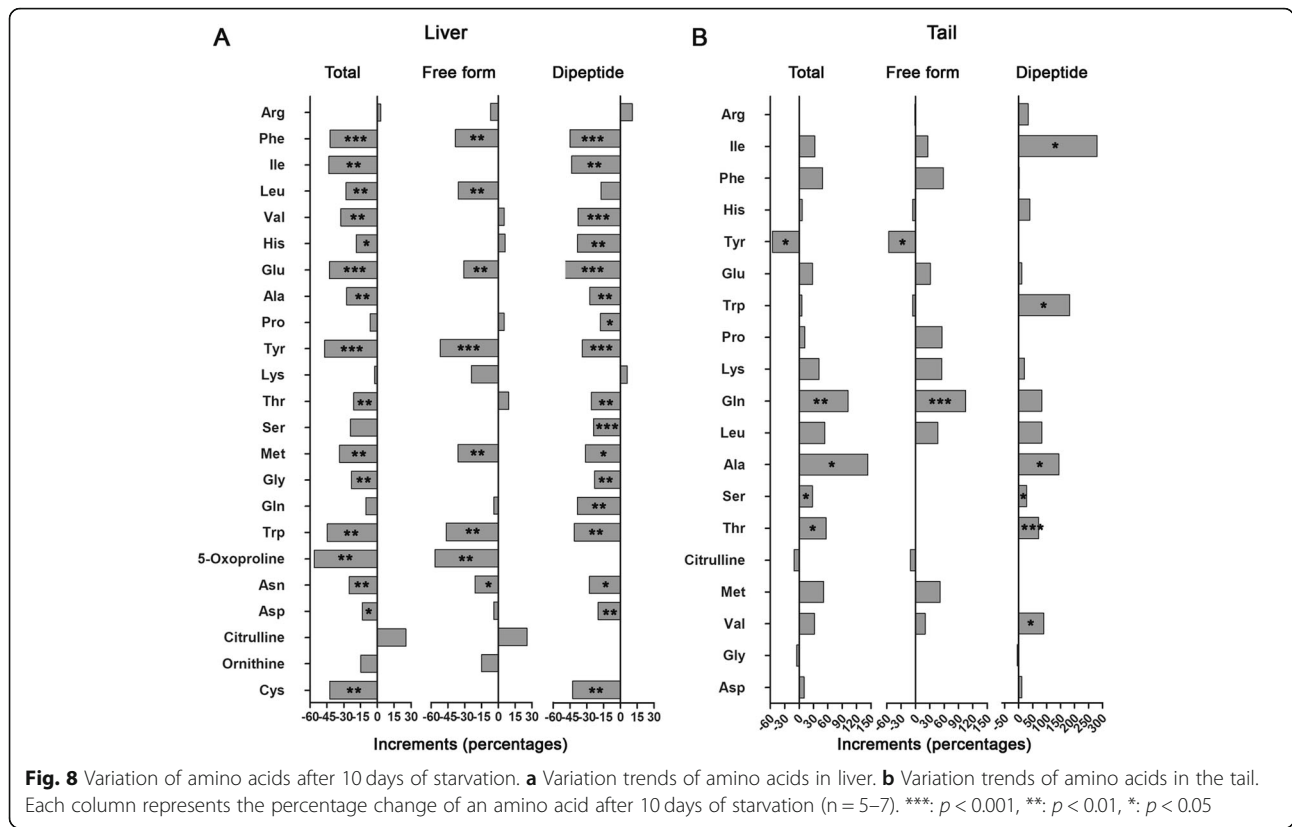 A Liver B Tail
Total Free form Dipeptide Total Free form Dipeptide
Arg
Phe *** ** ***
Ile ** **
Leu ** **
Val ** ***
His * **
Glu *** ** ***
Ala ** **
Pro *
Tyr *** *** ***
Lys
Thr ** **
Ser ***
Met ** ** *
Gly ** **
Gln **
Trp ** ** **
5-Oxoproline ** **
Asn ** * *
Asp * **
Citrulline
Ornithine
Cys ** **
-60-45-30-15 0 15 30 -60-45-30-15 0 15 30 -60-45-30-15 0 15 30
Increments (percentages)
Arg
Ile *
Phe
His
Tyr * *
Glu
Trp *
Pro
Lys
Gln ** ***
Leu
Ala * *
Ser * *
Thr * ***
Citrulline
Met
Val *
Gly
Asp
-60 -30 0 30 60 90 120 150 -60 -30 0 30 60 90 120 150 -50 0 50 100 150 200 250 300
Increments (percentages)
Fig. 8 Variation of amino acids after 10 days of starvation. a Variation trends of amino acids in liver. b Variation trends of amino acids in the tail.
Each column represents the percentage change of an amino acid after 10 days of starvation (n = 5–7). ***: p < 0.001, **: p < 0.01, *: p < 0.05